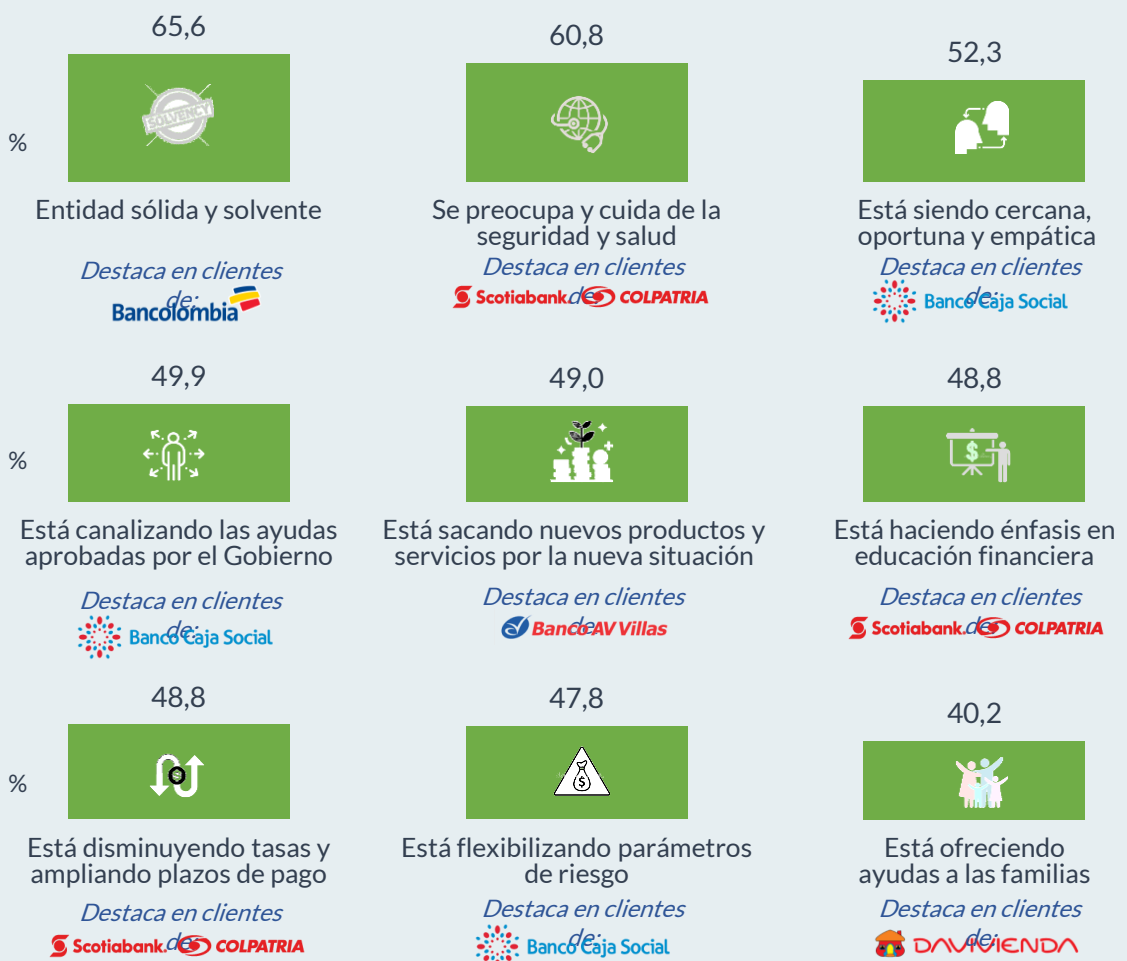 65,6
60,8
52,3
%
SOLVENCY
Entidad sólida y solvente
Se preocupa y cuida de la
seguridad y salud
Está siendo cercana,
oportuna y empática
Destaca en clientes
de:
Bancolombia
Destaca en clientes
de:
Scotiabank. COLPATRIA
Destaca en clientes
de:
Banco Caja Social
49,9
49,0
48,8
%
$
Está canalizando las ayudas
aprobadas por el Gobierno
Está sacando nuevos productos y
servicios por la nueva situación
Está haciendo énfasis en
educación financiera
Destaca en clientes
de:
Banco Caja Social
Destaca en clientes
de:
Banco AV Villas
Destaca en clientes
de:
Scotiabank. COLPATRIA
48,8
47,8
40,2
%
$
Está disminuyendo tasas y
ampliando plazos de pago
Está flexibilizando parámetros
de riesgo
Está ofreciendo
ayudas a las familias
Destaca en clientes
de:
Scotiabank. COLPATRIA
Destaca en clientes
de:
Banco Caja Social
Destaca en clientes
de:
DAVIVIENDA